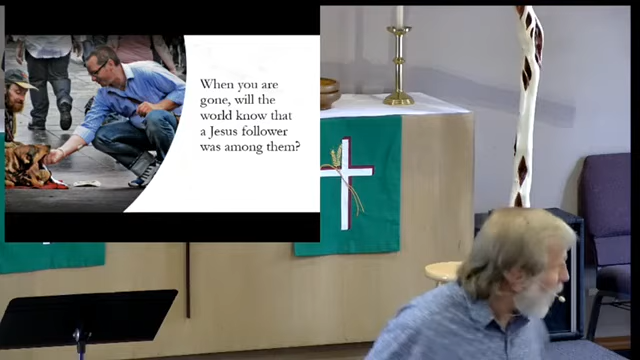 When you are
gone, will the
world know that
a Jesus follower
was among them?